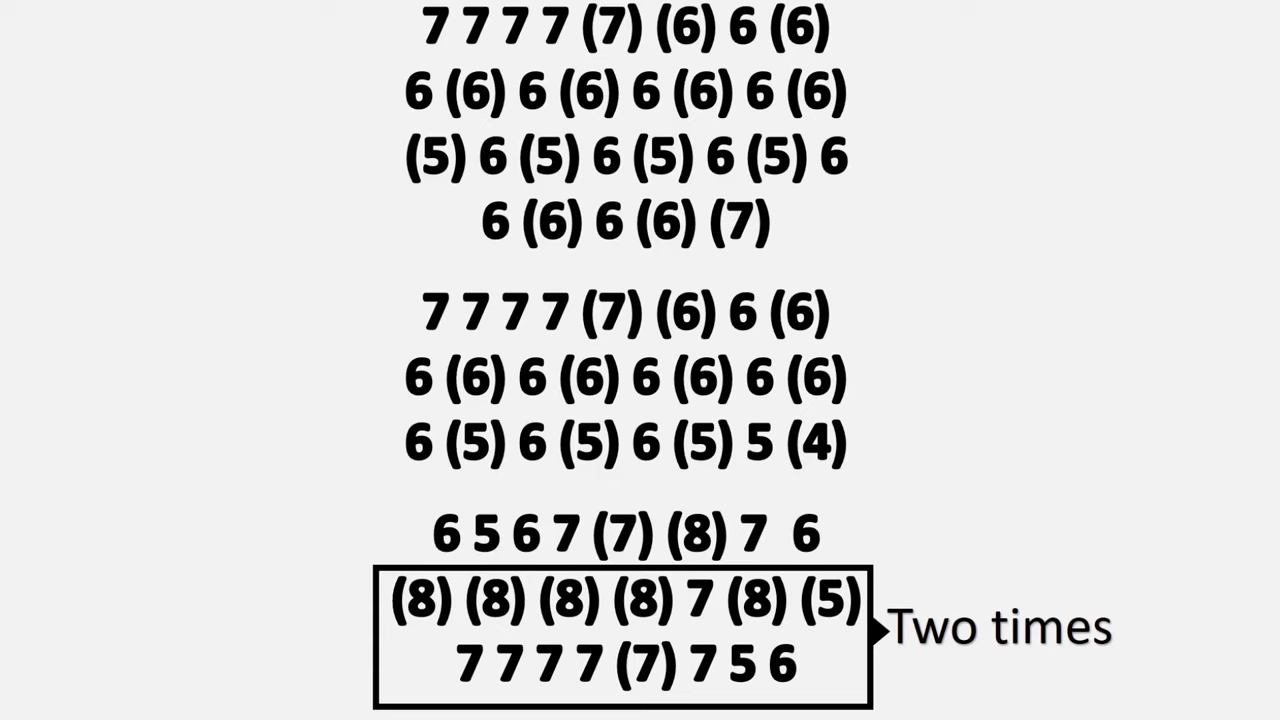 7 7 7 7 (7) (6) 6 (6)
6 (6) 6 (6) 6 (6) 6 (6)
(5) 6 (5) 6 (5) 6 (5) 6
6 (6) 6 (6) (7)
7 7 7 7 (7) (6) 6 (6)
6 (6) 6 (6) 6 (6) 6 (6)
6 (5) 6 (5) 6 (5) 5 (4)
6 5 6 7 (7) (8) 7 6
(8) (8) (8) (8) 7 (8) (5)
Two times
7 7 7 7 (7) 7 5 6